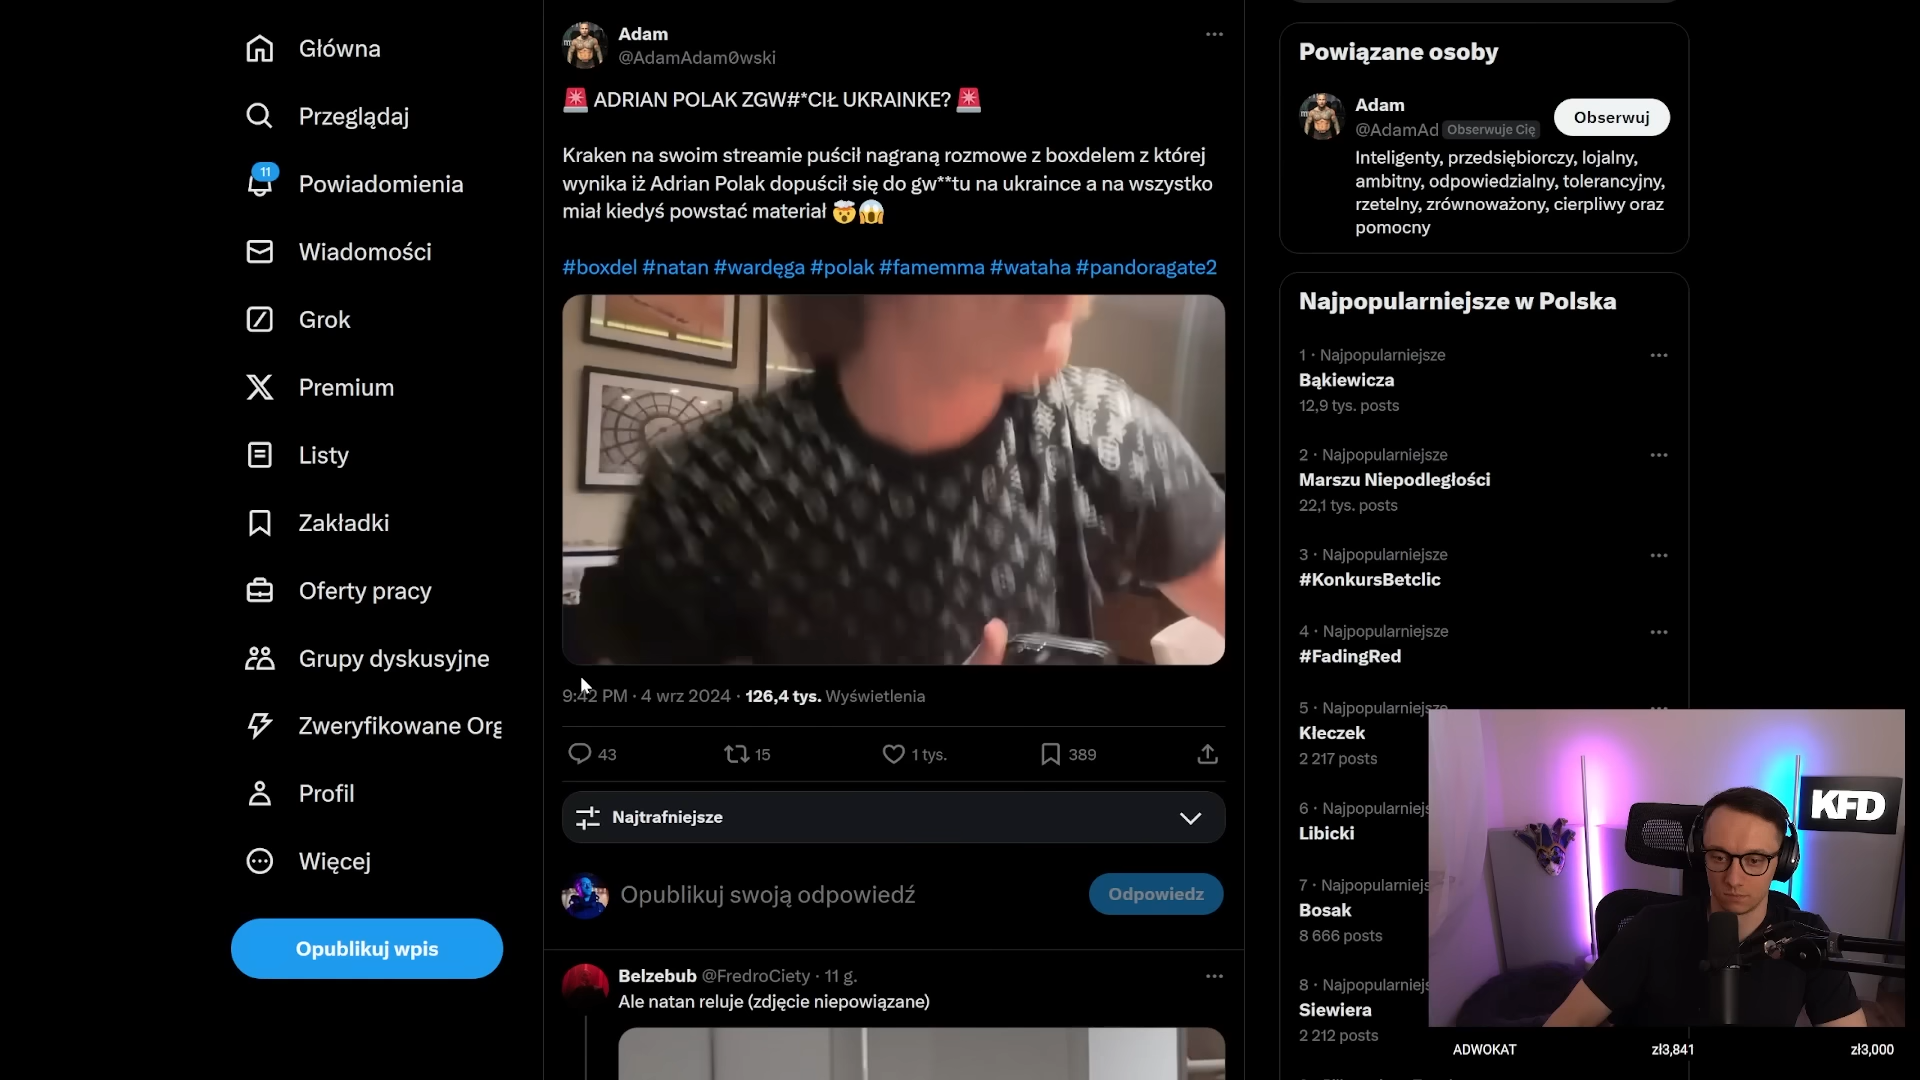 Główna
Przeglądaj
11
Powiadomienia
Wiadomości
Grok
Premium
Listy
Zakładki
Oferty pracy
Grupy dyskusyjne
Zweryfikowane Org
Profil
Więcej
Opublikuj wpis
Adam
@AdamAdam0wski
🚨 ADRIAN POLAK ZGW#*CIŁ UKRAINKE? 🚨
Kraken na swoim streamie puścił nagraną rozmowe z boxdelem z której
wynika iż Adrian Polak dopuścił się do gw**tu na ukraince a na wszystko
miał kiedyś powstać materiał 🤯😱
#boxdel #natan #wardęga #polak #famemma #wataha #pandoragate2
9:42 PM · 4 wrz 2024 · 126,4 tys. Wyświetlenia
43
15
1 tys.
389
Najtrafniejsze
Opublikuj swoją odpowiedź
Odpowiedz
Belzebub @FredroCiety · 11 g.
Ale natan reluje (zdjęcie niepowiązane)
Powiązane osoby
Adam
@AdamAd Obserwuje Cię
Obserwuj
Inteligenty, przedsiębiorczy, lojalny,
ambitny, odpowiedzialny, tolerancyjny,
rzetelny, zrównoważony, cierpliwy oraz
pomocny
Najpopularniejsze w Polska
1 · Najpopularniejsze
Bąkiewicza
12,9 tys. posts
2 · Najpopularniejsze
Marszu Niepodległości
22,1 tys. posts
3 · Najpopularniejsze
#KonkursBetclic
4 · Najpopularniejsze
#FadingRed
5 · Najpopularniejsze
Kleczek
2 217 posts
6 · Najpopularniejs
Libicki
7 · Najpopularniejs
Bosak
8 666 posts
8 · Najpopularniejs
Siewiera
2 212 posts
KFD
ADWOKAT
zł3,841
zł3,000